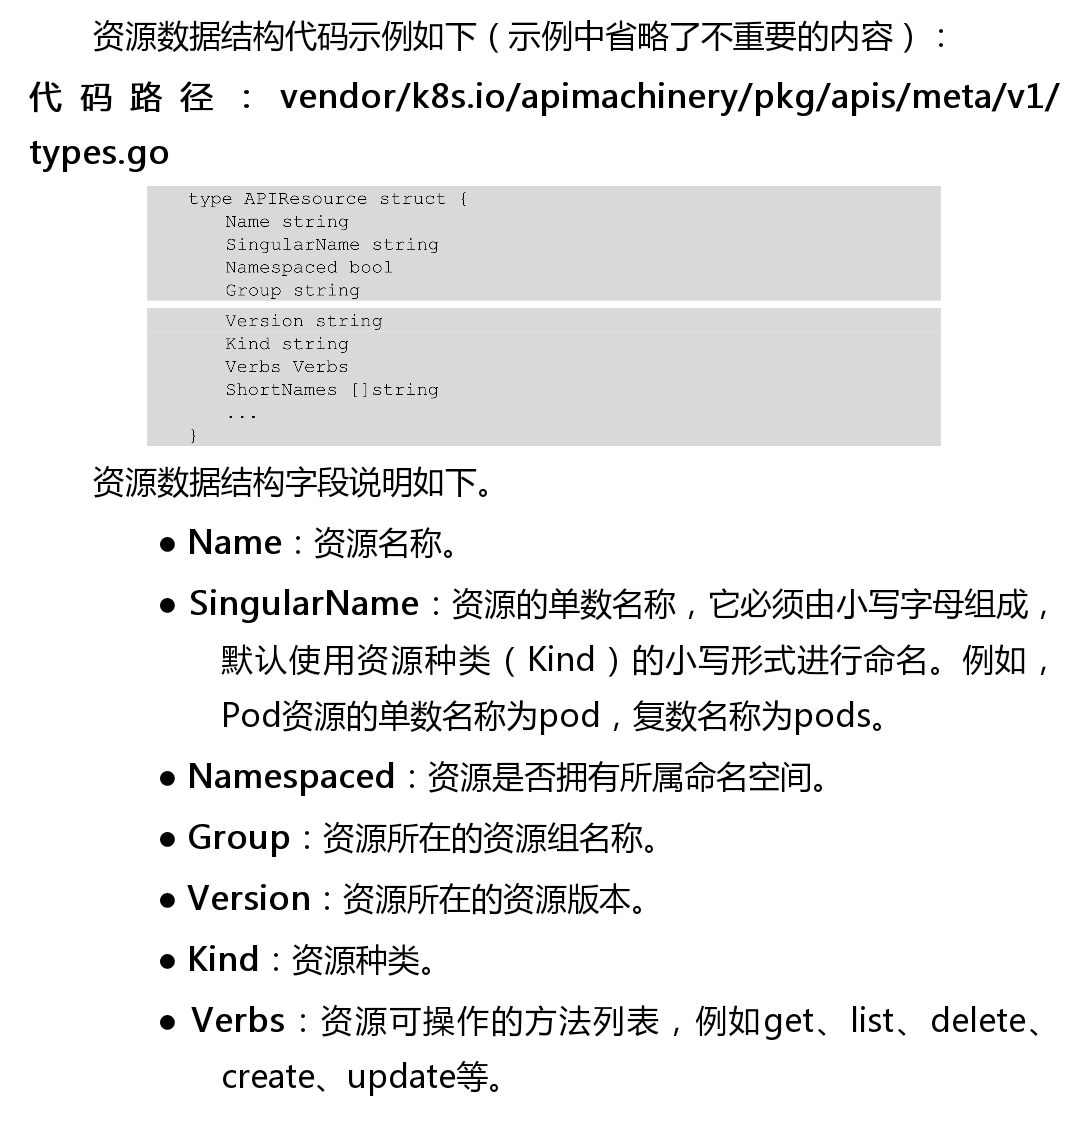 资源数据结构代码示例如下（示例中省略了不重要的内容）：
代码路径：vendor/k8s.io/apimachinery/pkg/apis/meta/v1/
types.go
type APIResource struct {
Name string
SingularName string
Namespaced bool
Group string
Version string
Kind string
Verbs Verbs
ShortNames []string
...
}
资源数据结构字段说明如下。
● Name：资源名称。
● SingularName：资源的单数名称，它必须由小写字母组成，
默认使用资源种类（Kind）的小写形式进行命名。例如，
Pod资源的单数名称为pod，复数名称为pods。
● Namespaced：资源是否拥有所属命名空间。
● Group：资源所在的资源组名称。
● Version：资源所在的资源版本。
● Kind：资源种类。
● Verbs：资源可操作的方法列表，例如get、list、delete、
create、update等。